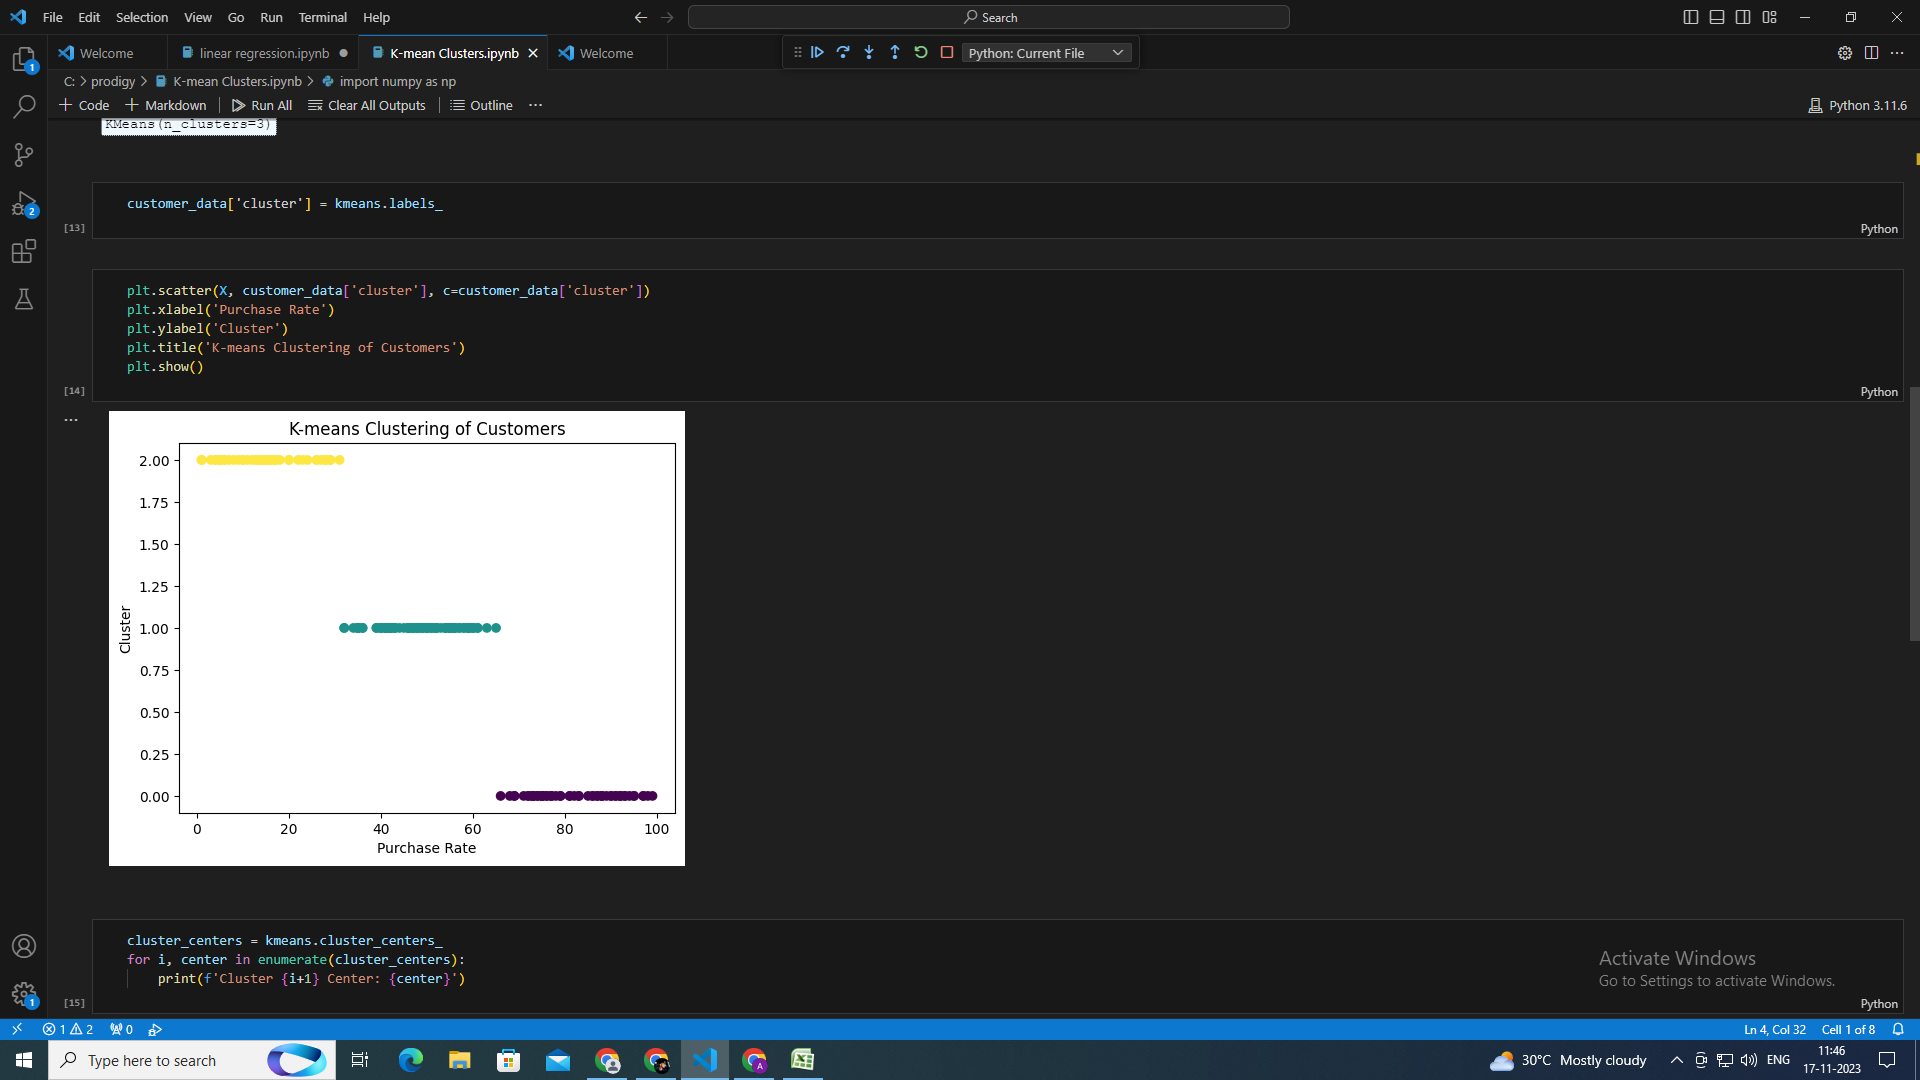 File Edit Selection View Go Run Terminal Help
Search
Welcome
linear regression.ipynb
K-mean Clusters.ipynb
Welcome
Python: Current File
C: > prodigy > K-mean Clusters.ipynb > import numpy as np
+ Code + Markdown | Run All Clear All Outputs | Outline ...
Python 3.11.6
KMeans(n_clusters=3)
customer_data['cluster'] = kmeans.labels_
[13]
Python
plt.scatter(X, customer_data['cluster'], c=customer_data['cluster'])
plt.xlabel('Purchase Rate')
plt.ylabel('Cluster')
plt.title('K-means Clustering of Customers')
plt.show()
[14]
Python
...
K-means Clustering of Customers
2.00
1.75
1.50
1.25
1.00
0.75
0.50
0.25
0.00
Cluster
0 20 40 60 80 100
Purchase Rate
cluster_centers = kmeans.cluster_centers_
for i, center in enumerate(cluster_centers):
    print(f'Cluster {i+1} Center: {center}')
[15]
Python
Activate Windows
Go to Settings to activate Windows.
1 2 0
Ln 4, Col 32 Cell 1 of 8
Type here to search
30°C Mostly cloudy
ENG
11:46
17-11-2023
1
2
1
A